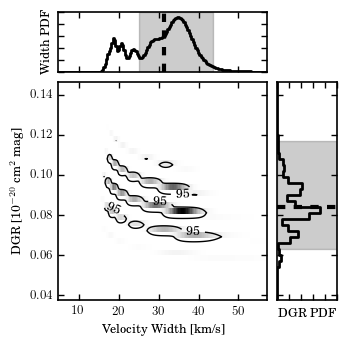 Width PDF
0.14
0.12
0.10
0.08
0.06
0.04
DGR [10⁻²⁰ cm² mag]
95
95
95
95
DGR PDF
10 20 30 40 50
Velocity Width [km/s]